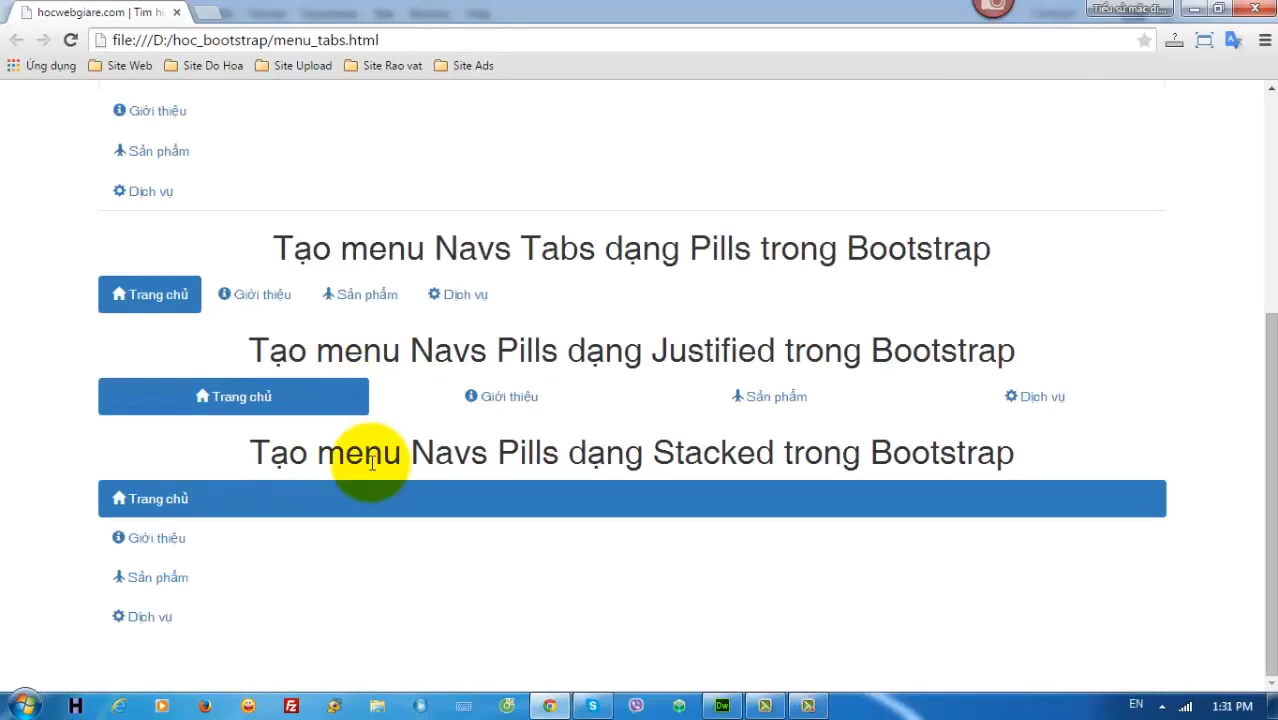 hocwebgiare.com | Tìm hi
Tiểu sử mặc đị...
file:///D:/hoc_bootstrap/menu_tabs.html
Ứng dụng Site Web Site Do Hoa Site Upload Site Rao vat Site Ads
Giới thiệu
Sản phẩm
Dịch vụ
Tạo menu Navs Tabs dạng Pills trong Bootstrap
Trang chủ Giới thiệu Sản phẩm Dịch vụ
Tạo menu Navs Pills dạng Justified trong Bootstrap
Trang chủ Giới thiệu Sản phẩm Dịch vụ
Tạo menu Navs Pills dạng Stacked trong Bootstrap
Trang chủ
Giới thiệu
Sản phẩm
Dịch vụ
EN 1:31 PM